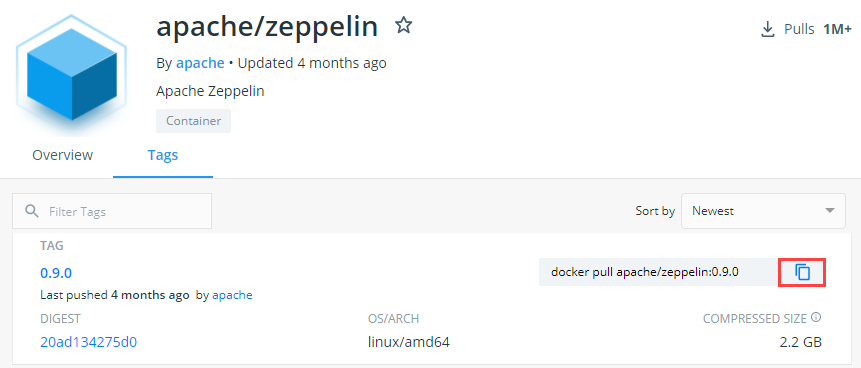 apache/zeppelin
Pulls 1M+
By apache • Updated 4 months ago
Apache Zeppelin
Container
Overview Tags
Filter Tags Sort by Newest
TAG
0.9.0 docker pull apache/zeppelin:0.9.0
Last pushed 4 months ago by apache
DIGEST OS/ARCH COMPRESSED SIZE
20ad134275d0 linux/amd64 2.2 GB